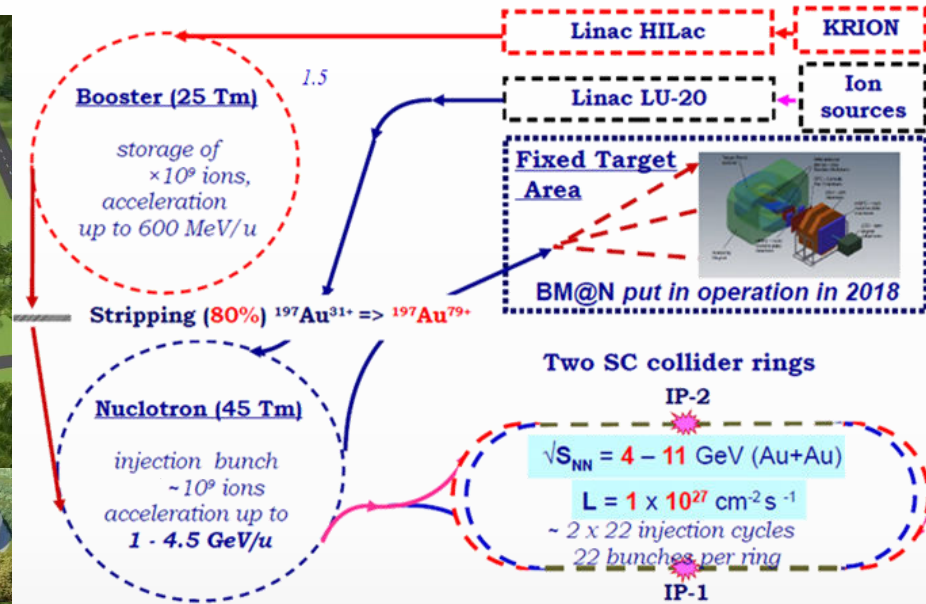 Linac HILac
KRION
Linac LU-20
Ion
sources
1.5
Booster (25 Tm)
storage of
×10⁹ ions,
acceleration
up to 600 MeV/u
Fixed Target
Area
BM@N put in operation in 2018
Stripping (80%) ¹⁹⁷Au³¹⁺ => ¹⁹⁷Au⁷⁹⁺
Nuclotron (45 Tm)
injection bunch
~10⁹ ions
acceleration up to
1 - 4.5 GeV/u
Two SC collider rings
IP-2
√S_NN = 4 – 11 GeV (Au+Au)
L = 1 x 10²⁷ cm⁻² s⁻¹
~ 2 x 22 injection cycles
22 bunches per ring
IP-1